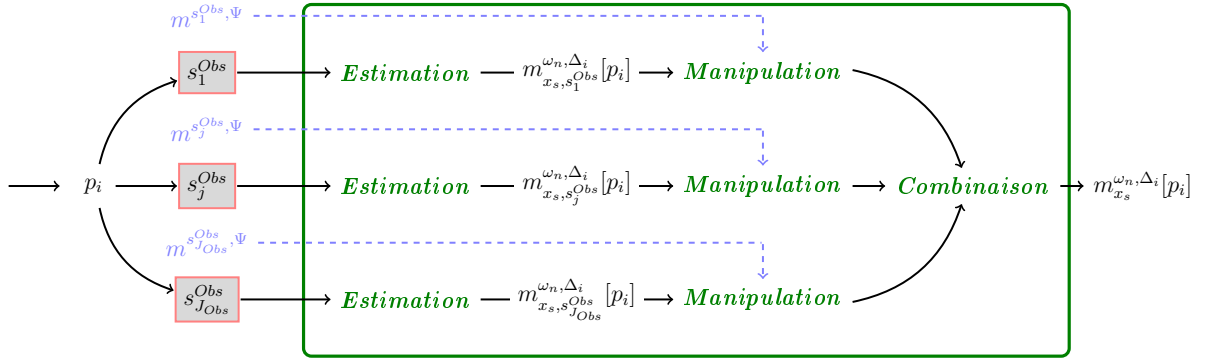 m^{s_1^{Obs},Ψ}
s_1^{Obs} Estimation m_{x_s,s_1^{Obs}}^{ω_n,Δ_i}[p_i] Manipulation
m^{s_j^{Obs},Ψ}
p_i s_j^{Obs} Estimation m_{x_s,s_j^{Obs}}^{ω_n,Δ_i}[p_i] Manipulation Combinaison m_{x_s}^{ω_n,Δ_i}[p_i]
m^{s_{J_{Obs}}^{Obs},Ψ}
s_{J_{Obs}}^{Obs} Estimation m_{x_s,s_{J_{Obs}}^{Obs}}^{ω_n,Δ_i}[p_i] Manipulation